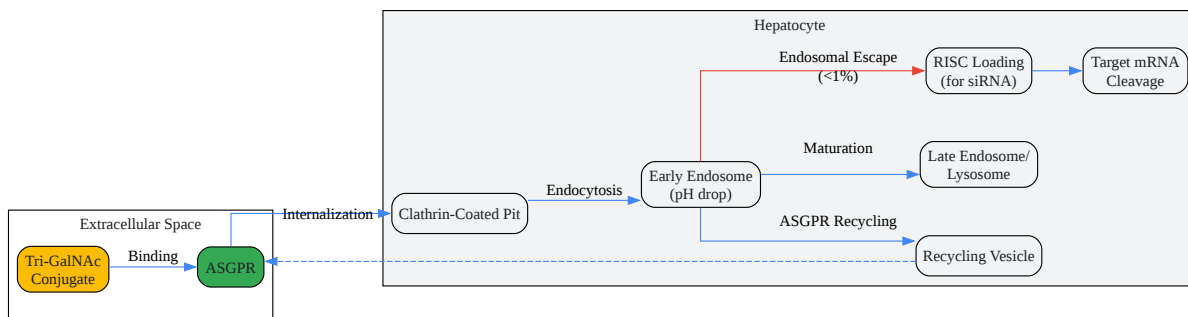 Hepatocyte
Endosomal Escape
(<1%)
RISC Loading
(for siRNA)
Target mRNA
Cleavage
Maturation
Late Endosome/
Lysosome
Early Endosome
(pH drop)
Endocytosis
Clathrin-Coated Pit
Internalization
ASGPR Recycling
Recycling Vesicle
Extracellular Space
Tri-GalNAc
Conjugate
Binding
ASGPR